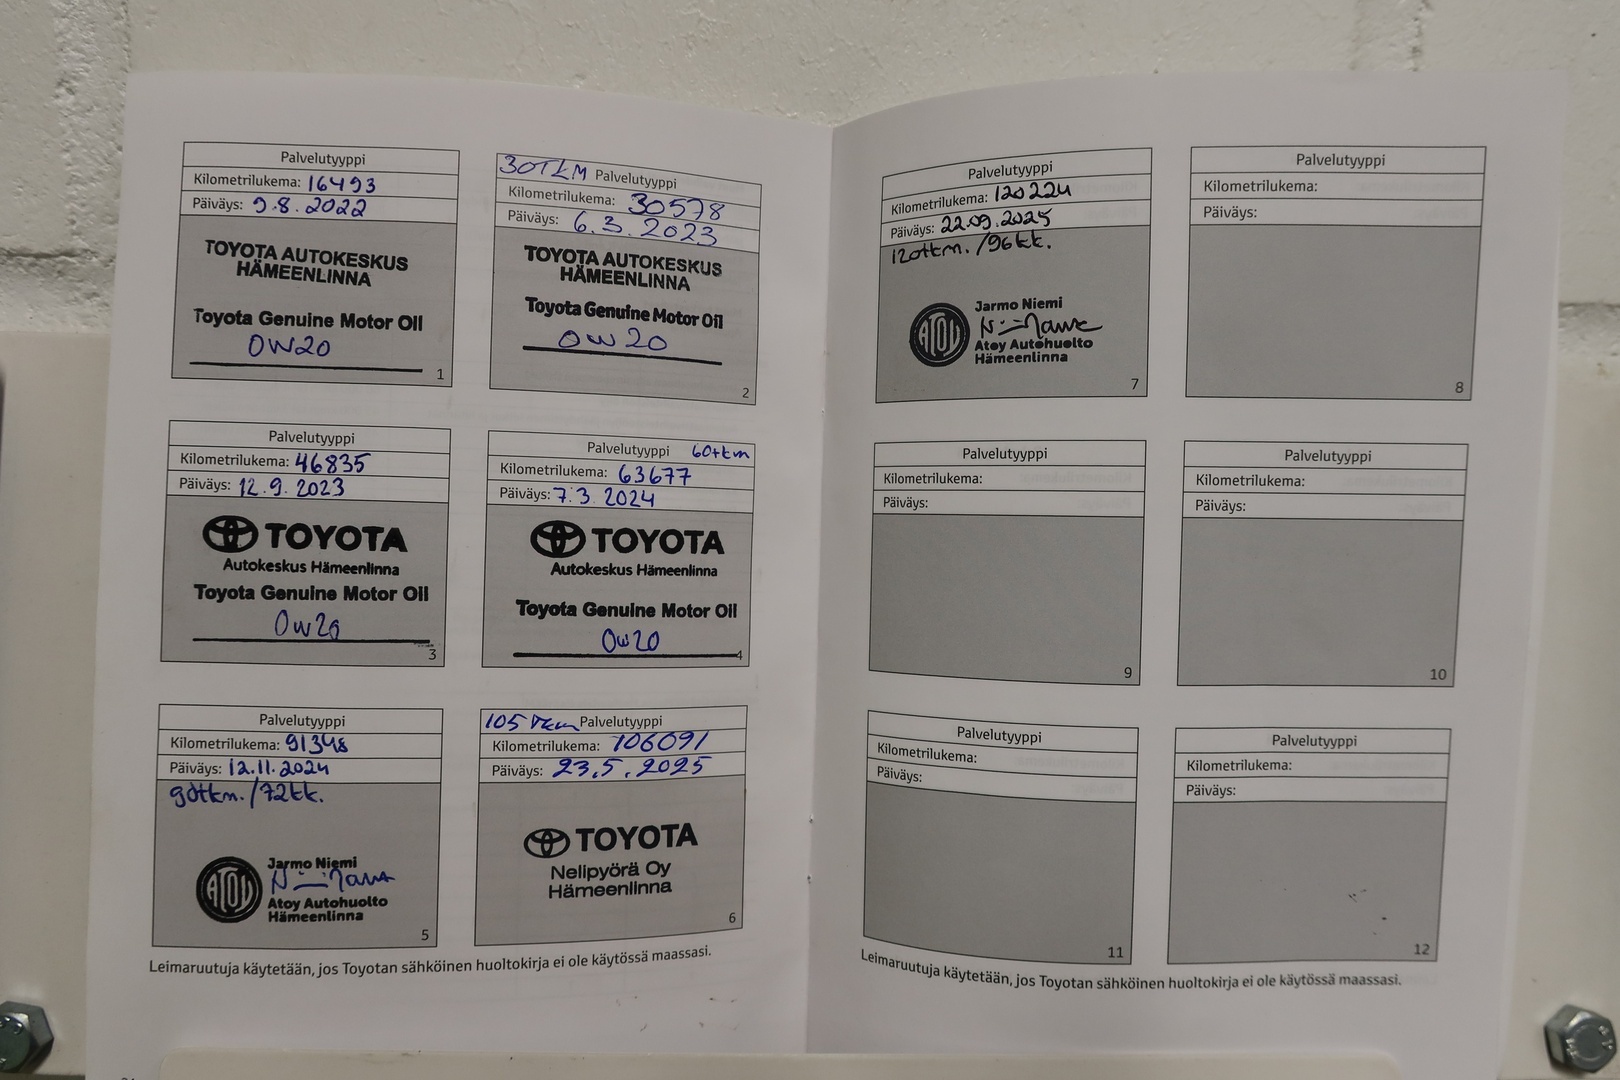 Palvelutyyppi
Kilometrilukema: 16493
Päiväys: 9.8.2022
TOYOTA AUTOKESKUS
HÄMEENLINNA
Toyota Genuine Motor Oil
0W20
1
30TKM Palvelutyyppi
Kilometrilukema: 30578
Päiväys: 6.3.2023
TOYOTA AUTOKESKUS
HÄMEENLINNA
Toyota Genuine Motor Oil
0W20
2
Palvelutyyppi
Kilometrilukema: 46835
Päiväys: 12.9.2023
TOYOTA
Autokeskus Hämeenlinna
Toyota Genuine Motor Oil
0W20
3
Palvelutyyppi 60tkm
Kilometrilukema: 63677
Päiväys: 7.3.2024
TOYOTA
Autokeskus Hämeenlinna
Toyota Genuine Motor Oil
0W20
4
Palvelutyyppi
Kilometrilukema: 91348
Päiväys: 12.11.2024
90tkm./72kk.
ATOY
Jarmo Niemi
Atoy Autohuolto
Hämeenlinna
5
105 Tkm Palvelutyyppi
Kilometrilukema: 106091
Päiväys: 23.5.2025
TOYOTA
Nelipyörä Oy
Hämeenlinna
6
Leimaruutuja käytetään, jos Toyotan sähköinen huoltokirja ei ole käytössä maassasi.
Palvelutyyppi
Kilometrilukema: 120224
Päiväys: 22.09.2025
120tkm./96kk.
ATOY
Jarmo Niemi
Atoy Autohuolto
Hämeenlinna
7
Palvelutyyppi
Kilometrilukema:
Päiväys:
8
Palvelutyyppi
Kilometrilukema:
Päiväys:
9
Palvelutyyppi
Kilometrilukema:
Päiväys:
10
Palvelutyyppi
Kilometrilukema:
Päiväys:
11
Palvelutyyppi
Kilometrilukema:
Päiväys:
12
Leimaruutuja käytetään, jos Toyotan sähköinen huoltokirja ei ole käytössä maassasi.